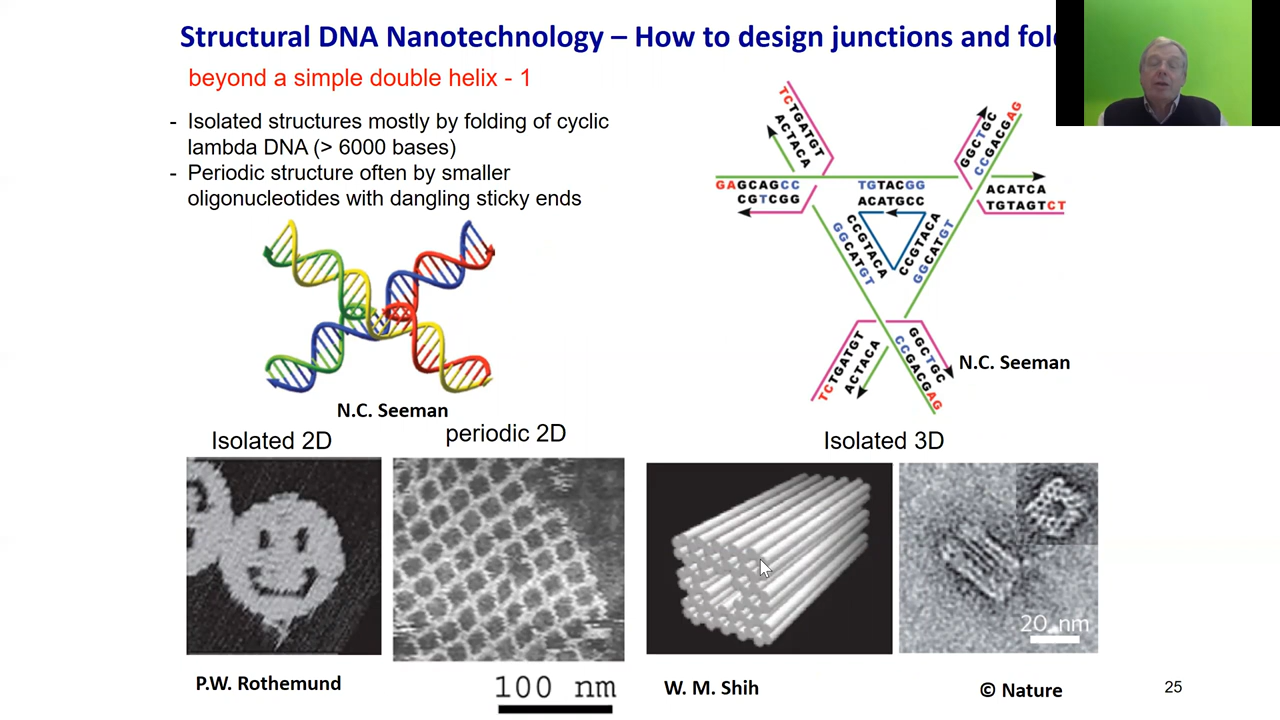 Structural DNA Nanotechnology – How to design junctions and fol
beyond a simple double helix - 1
- Isolated structures mostly by folding of cyclic
lambda DNA (> 6000 bases)
- Periodic structure often by smaller
oligonucleotides with dangling sticky ends
N.C. Seeman
TCTGATGT
ACTACA
GGCTGC
CCGACGAG
GAGCAGCC
CGTCGG
TGTACGG
ACATGCC
ACATCA
TGTAGTCT
GGCATGT
CCGTACA
CCGTACA
GGCATGT
TCTGATGT
ACTACA
GGCTGC
CCGACGAG
N.C. Seeman
Isolated 2D
periodic 2D
Isolated 3D
20 nm
P.W. Rothemund
100 nm
W. M. Shih
© Nature
25